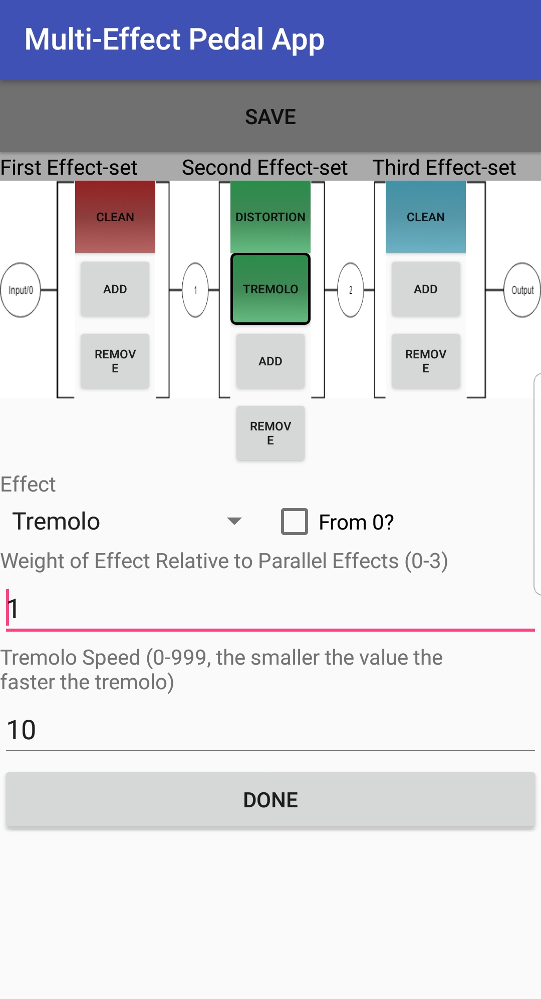 Multi-Effect Pedal App
SAVE
First Effect-set Second Effect-set Third Effect-set
CLEAN DISTORTION CLEAN
Input/0 ADD 1 TREMOLO 2 ADD Output
REMOV
E
ADD
REMOV
E
REMOV
E
Effect
Tremolo From 0?
Weight of Effect Relative to Parallel Effects (0-3)
1
Tremolo Speed (0-999, the smaller the value the
faster the tremolo)
10
DONE